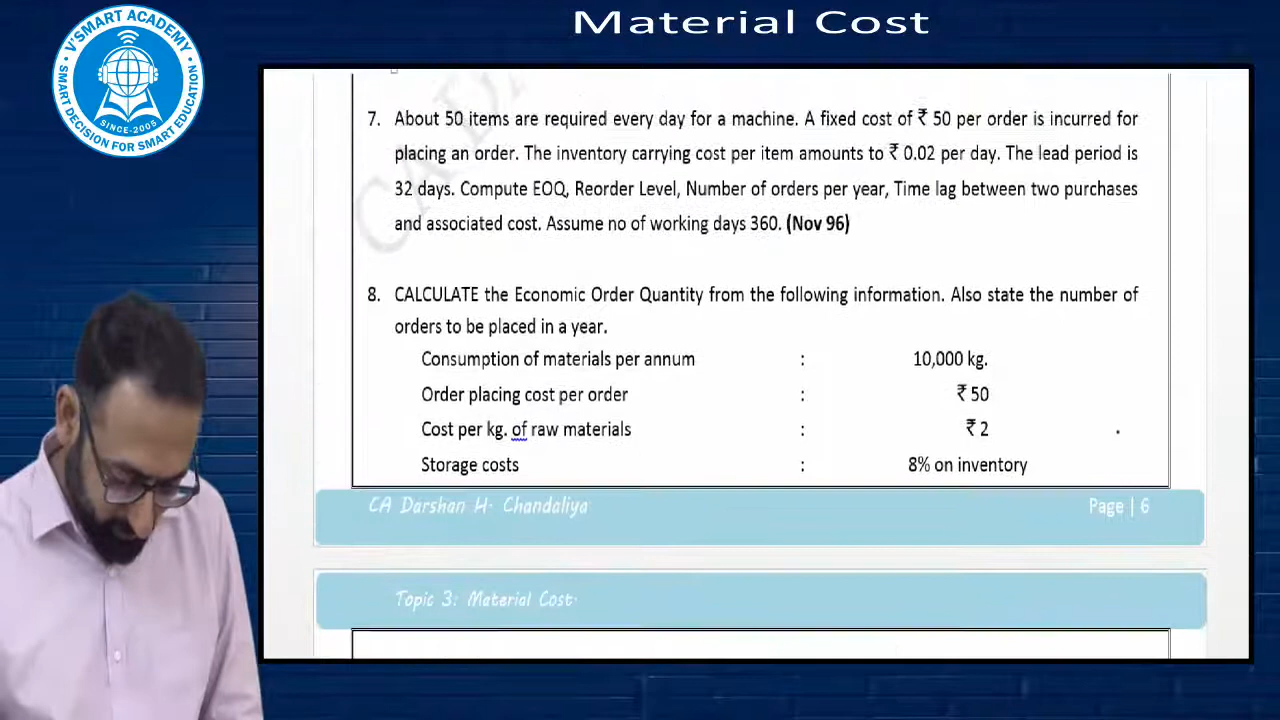 Material Cost
V'SMART ACADEMY
SMART DECISION FOR SMART EDUCATION
SINCE-2005
7. About 50 items are required every day for a machine. A fixed cost of ₹ 50 per order is incurred for
placing an order. The inventory carrying cost per item amounts to ₹ 0.02 per day. The lead period is
32 days. Compute EOQ, Reorder Level, Number of orders per year, Time lag between two purchases
and associated cost. Assume no of working days 360. (Nov 96)
8. CALCULATE the Economic Order Quantity from the following information. Also state the number of
orders to be placed in a year.
Consumption of materials per annum : 10,000 kg.
Order placing cost per order : ₹ 50
Cost per kg. of raw materials : ₹ 2
Storage costs : 8% on inventory
CA Darshan H. Chandaliya Page | 6
Topic 3: Material Cost.